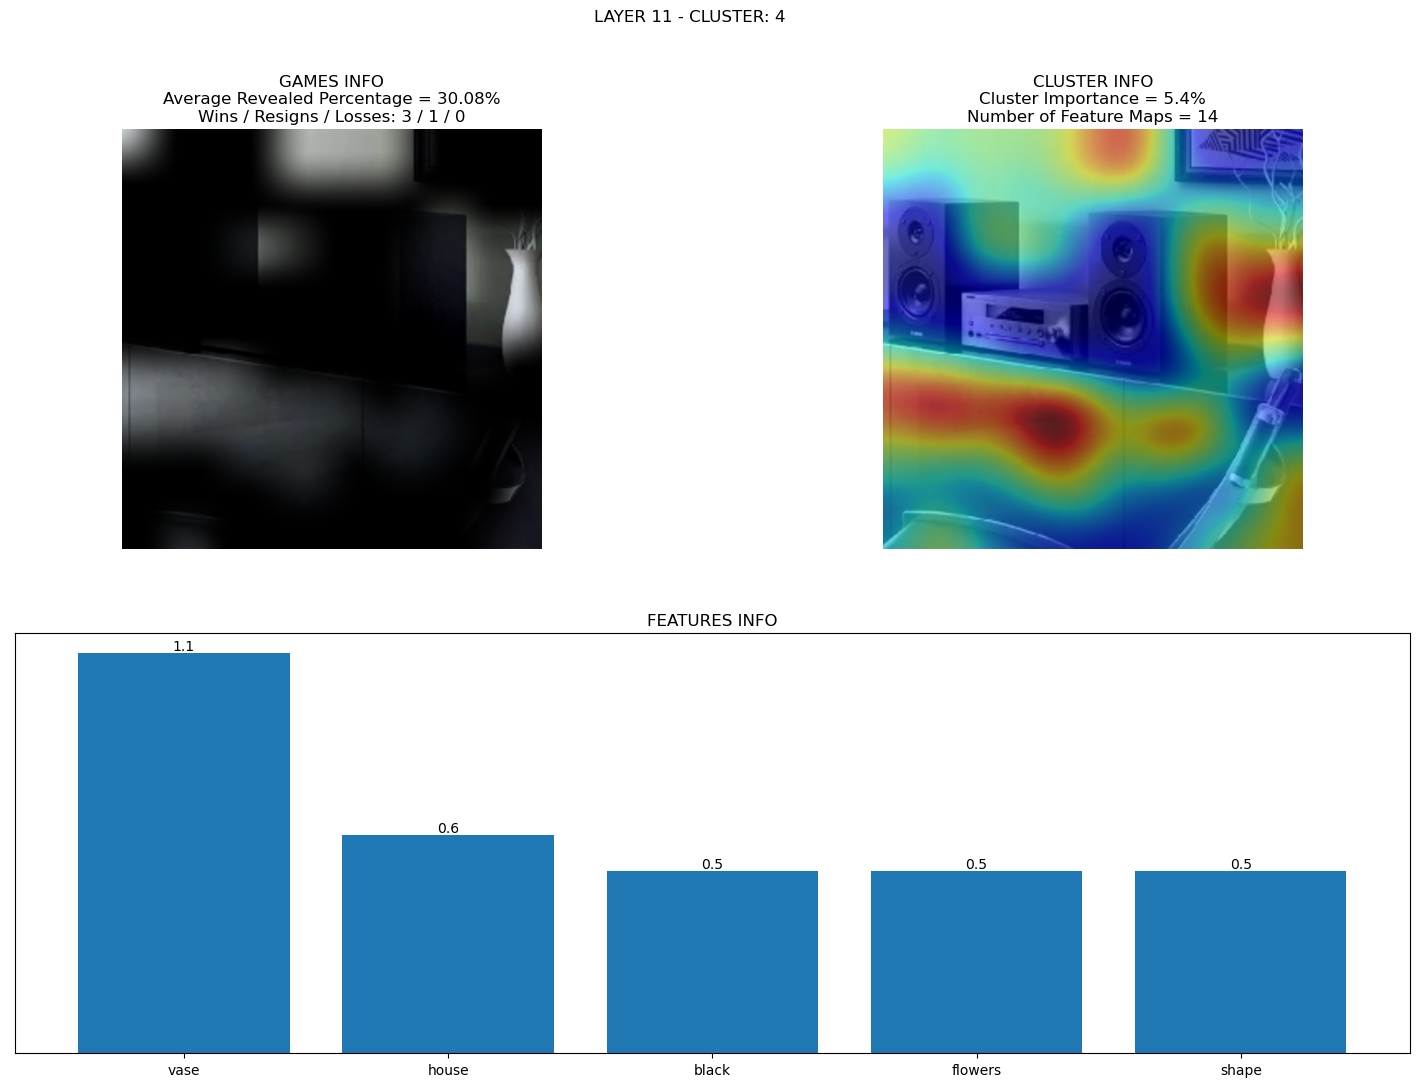 LAYER 11 - CLUSTER: 4
GAMES INFO
Average Revealed Percentage = 30.08%
Wins / Resigns / Losses: 3 / 1 / 0
CLUSTER INFO
Cluster Importance = 5.4%
Number of Feature Maps = 14
FEATURES INFO
1.1
0.6
0.5
0.5
0.5
vase
house
black
flowers
shape